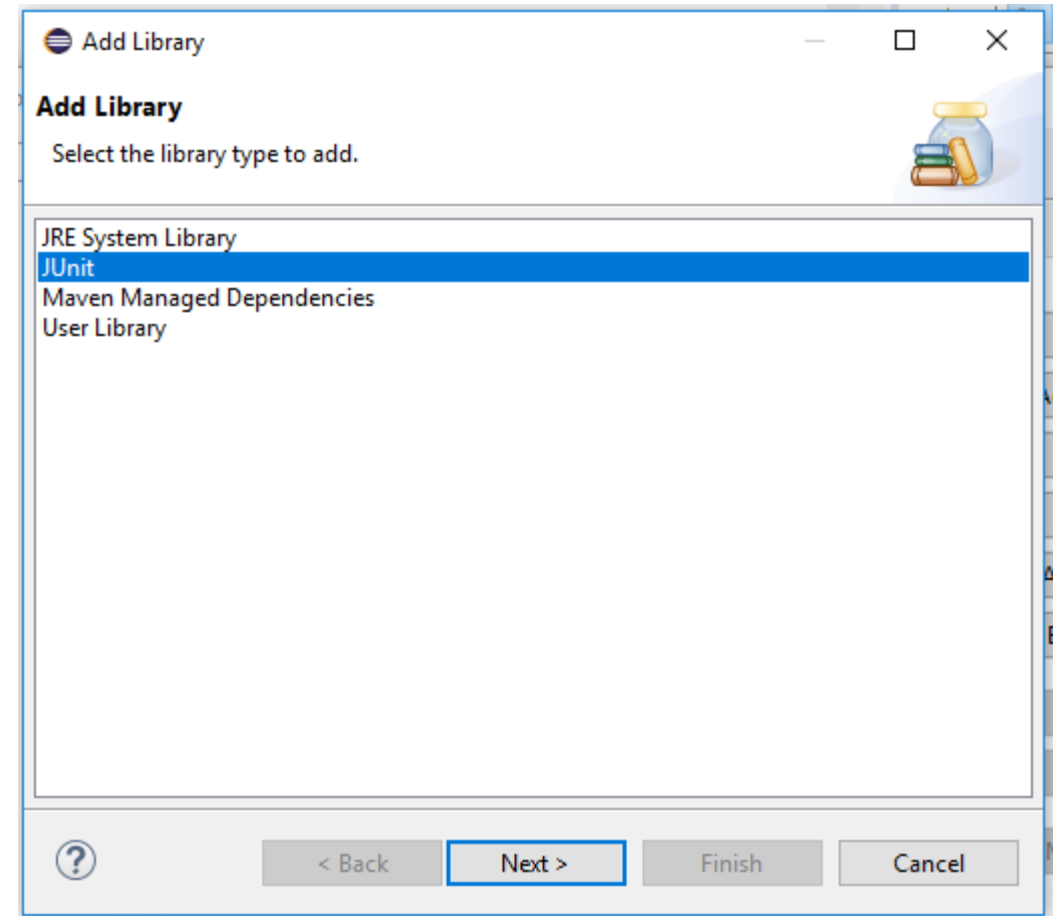 Add Library
Add Library
Select the library type to add.
JRE System Library
JUnit
Maven Managed Dependencies
User Library
< Back
Next >
Finish
Cancel